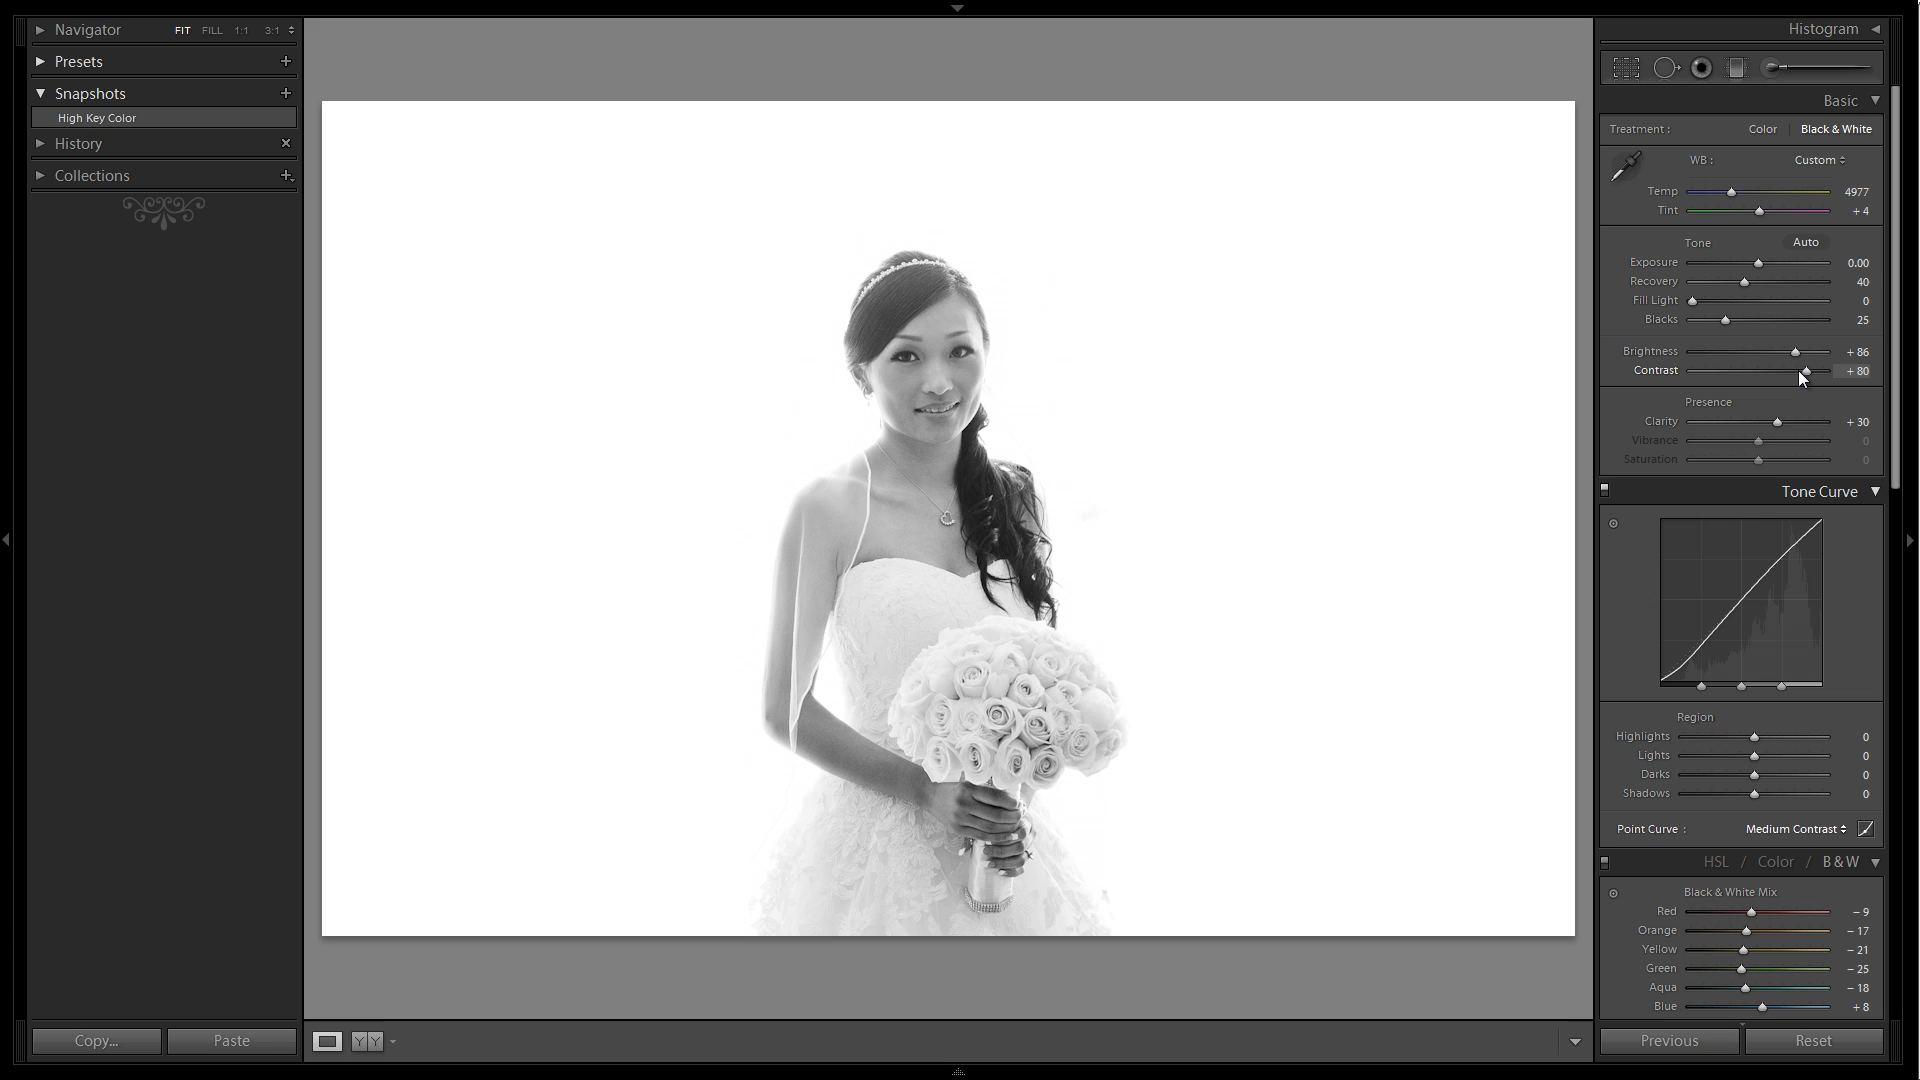 Navigator FIT FILL 1:1 3:1
Presets
Snapshots
High Key Color
History
Collections
Copy... Paste
Histogram
Basic
Treatment : Color Black & White
WB : Custom
Temp 4977
Tint + 4
Tone Auto
Exposure 0.00
Recovery 40
Fill Light 0
Blacks 25
Brightness + 86
Contrast + 80
Presence
Clarity + 30
Vibrance 0
Saturation 0
Tone Curve
Region
Highlights 0
Lights 0
Darks 0
Shadows 0
Point Curve : Medium Contrast
HSL / Color / B & W
Black & White Mix
Red – 9
Orange – 17
Yellow – 21
Green – 25
Aqua – 18
Blue + 8
Previous Reset